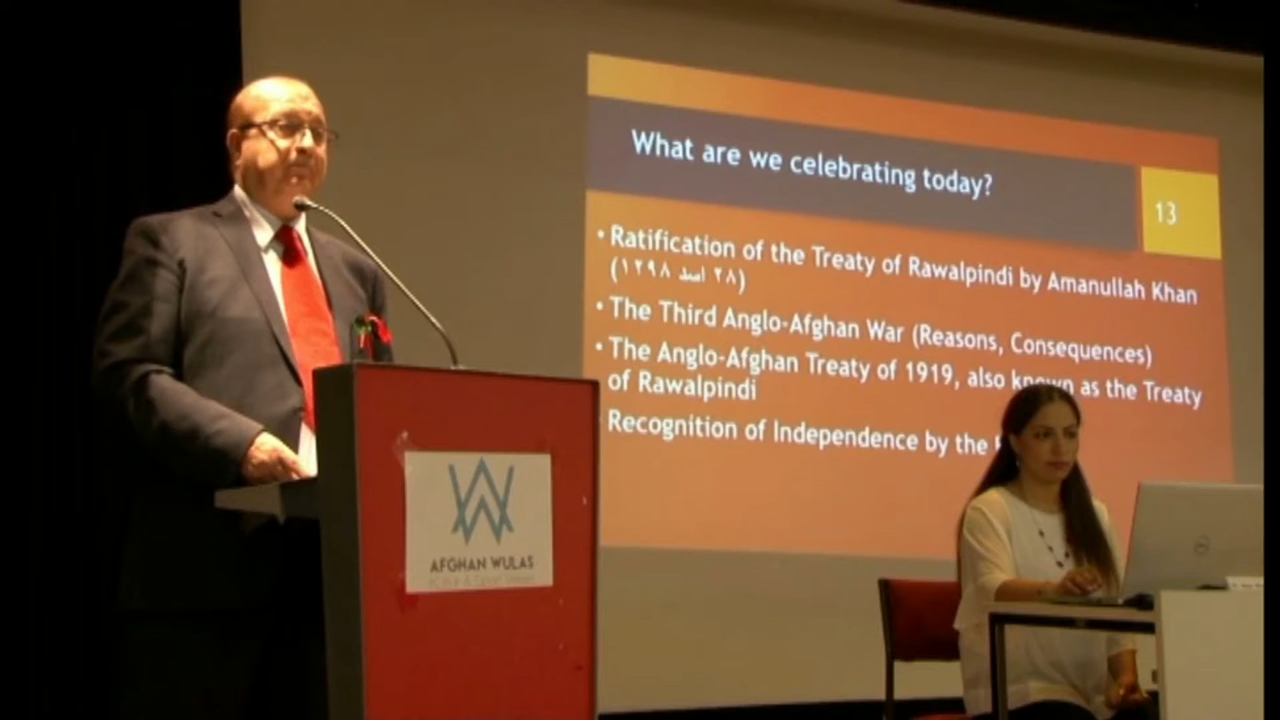 What are we celebrating today?
13
• Ratification of the Treaty of Rawalpindi by Amanullah Khan
(۲۸ اسد ۱۲۹۸)
• The Third Anglo-Afghan War (Reasons, Consequences)
• The Anglo-Afghan Treaty of 1919, also known as the Treaty
of Rawalpindi
Recognition of Independence by the
AFGHAN WULAS